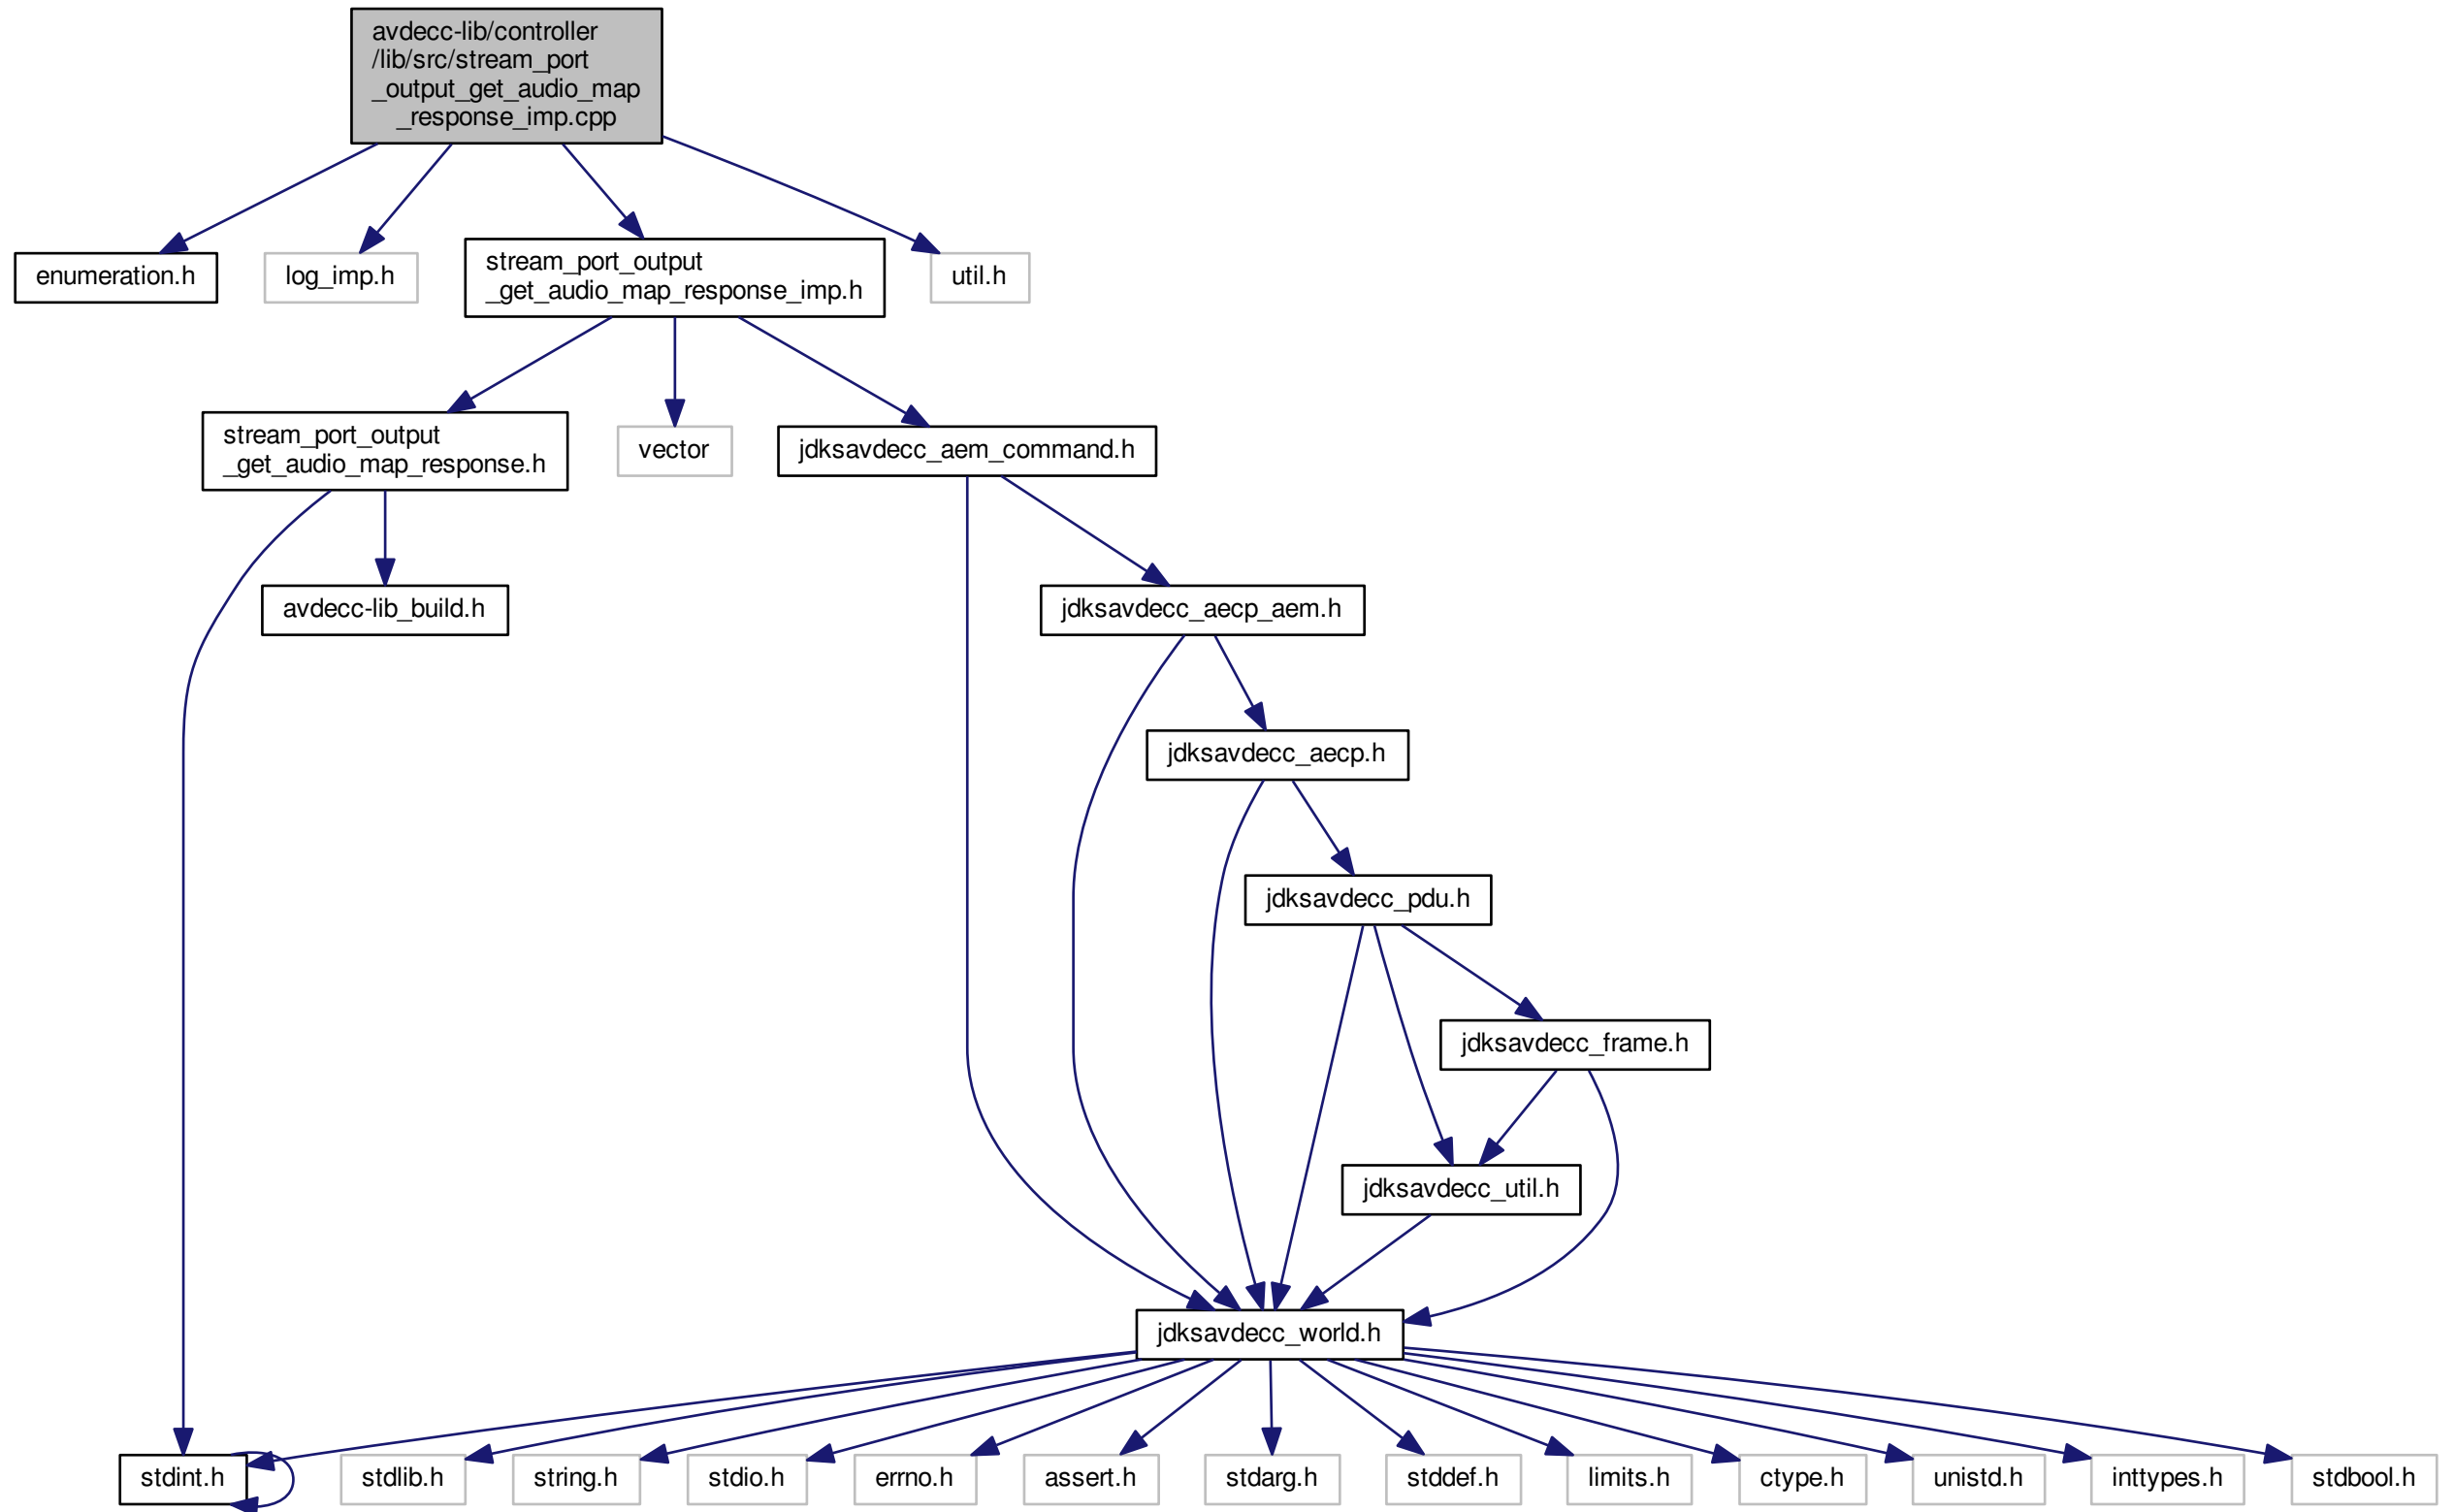 avdecc-lib/controller
/lib/src/stream_port
_output_get_audio_map
_response_imp.cpp
enumeration.h
log_imp.h
stream_port_output
_get_audio_map_response_imp.h
util.h
stream_port_output
_get_audio_map_response.h
vector
jdksavdecc_aem_command.h
avdecc-lib_build.h
jdksavdecc_aecp_aem.h
jdksavdecc_aecp.h
jdksavdecc_pdu.h
jdksavdecc_frame.h
jdksavdecc_util.h
jdksavdecc_world.h
stdint.h
stdlib.h
string.h
stdio.h
errno.h
assert.h
stdarg.h
stddef.h
limits.h
ctype.h
unistd.h
inttypes.h
stdbool.h